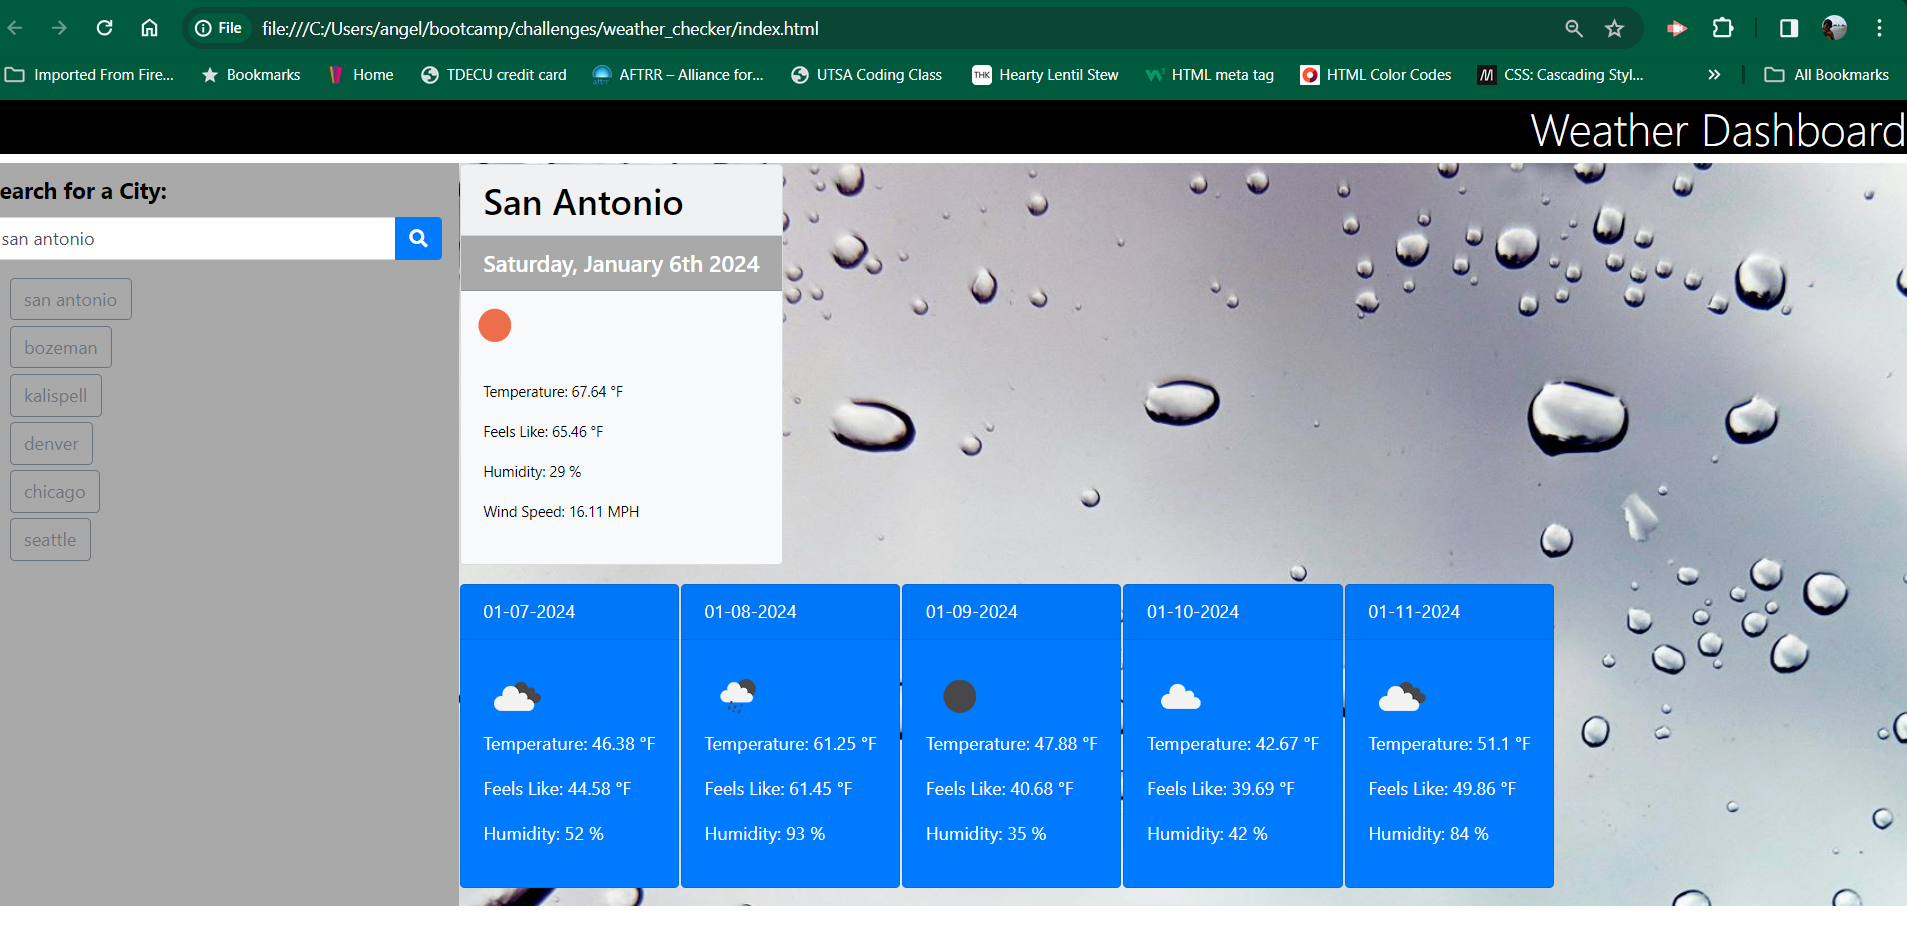 File file:///C:/Users/angel/bootcamp/challenges/weather_checker/index.html
Imported From Fire... Bookmarks Home TDECU credit card AFTRR – Alliance for... UTSA Coding Class THK Hearty Lentil Stew HTML meta tag HTML Color Codes CSS: Cascading Styl... » All Bookmarks
Weather Dashboard
earch for a City:
san antonio
san antonio
bozeman
kalispell
denver
chicago
seattle
San Antonio
Saturday, January 6th 2024
Temperature: 67.64 °F
Feels Like: 65.46 °F
Humidity: 29 %
Wind Speed: 16.11 MPH
01-07-2024
Temperature: 46.38 °F
Feels Like: 44.58 °F
Humidity: 52 %
01-08-2024
Temperature: 61.25 °F
Feels Like: 61.45 °F
Humidity: 93 %
01-09-2024
Temperature: 47.88 °F
Feels Like: 40.68 °F
Humidity: 35 %
01-10-2024
Temperature: 42.67 °F
Feels Like: 39.69 °F
Humidity: 42 %
01-11-2024
Temperature: 51.1 °F
Feels Like: 49.86 °F
Humidity: 84 %